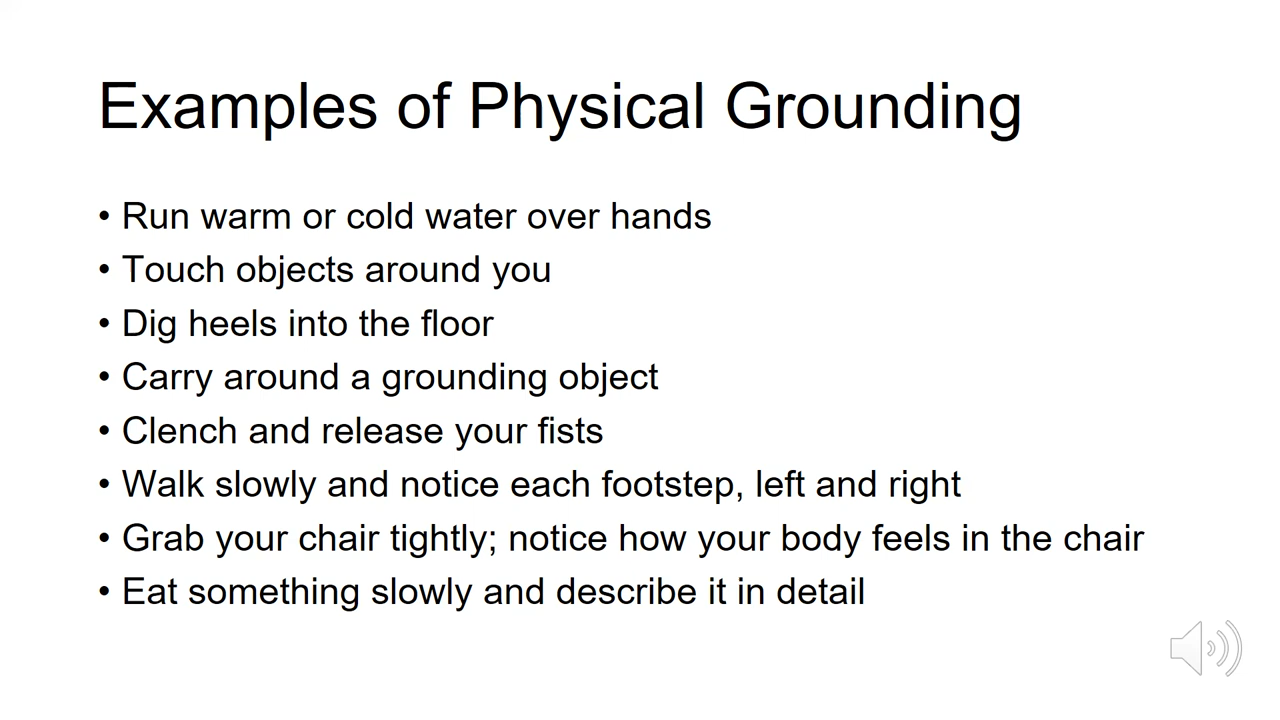 Examples of Physical Grounding
• Run warm or cold water over hands
• Touch objects around you
• Dig heels into the floor
• Carry around a grounding object
• Clench and release your fists
• Walk slowly and notice each footstep, left and right
• Grab your chair tightly; notice how your body feels in the chair
• Eat something slowly and describe it in detail